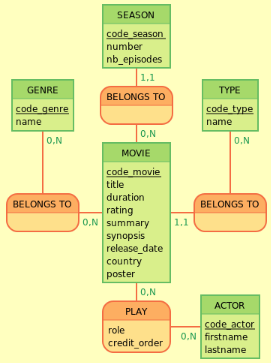 SEASON
code_season
number
nb_episodes
1,1
BELONGS TO
0,N
GENRE
code_genre
name
0,N
TYPE
code_type
name
0,N
MOVIE
code_movie
title
duration
rating
summary
synopsis
release_date
country
poster
BELONGS TO
0,N
1,1
BELONGS TO
0,N
PLAY
role
credit_order
0,N
ACTOR
code_actor
firstname
lastname